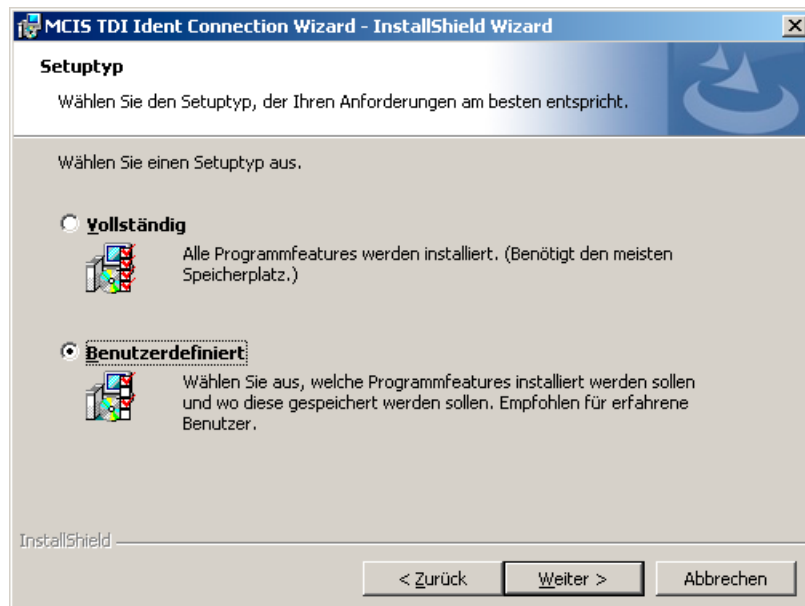 MCIS TDI Ident Connection Wizard - InstallShield Wizard
Setuptyp
Wählen Sie den Setuptyp, der Ihren Anforderungen am besten entspricht.
Wählen Sie einen Setuptyp aus.
Vollständig
Alle Programmfeatures werden installiert. (Benötigt den meisten
Speicherplatz.)
Benutzerdefiniert
Wählen Sie aus, welche Programmfeatures installiert werden sollen
und wo diese gespeichert werden sollen. Empfohlen für erfahrene
Benutzer.
InstallShield
< Zurück Weiter > Abbrechen